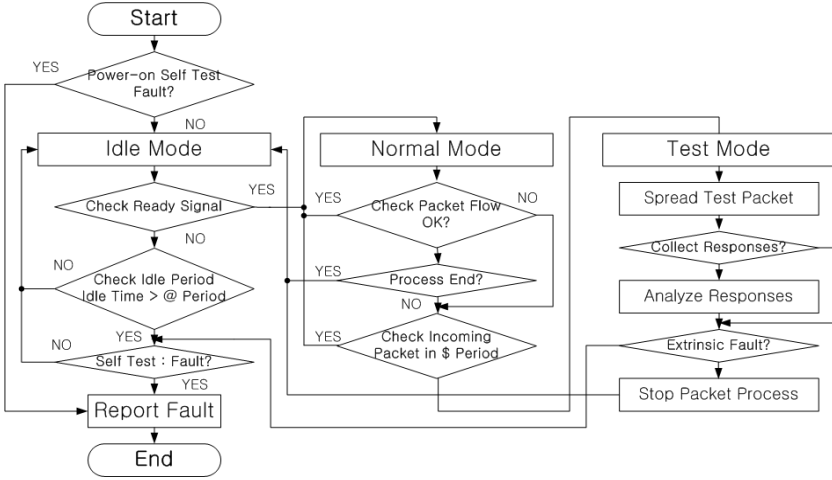 Start
YES
Power-on Self Test
Fault?
NO
Idle Mode
Check Ready Signal
YES
NO
NO
Check Idle Period
Idle Time > @ Period
YES
NO
Self Test : Fault?
YES
Report Fault
End
Normal Mode
YES
Check Packet Flow
OK?
NO
YES
Process End?
NO
Check Incoming
Packet in $ Period
YES
Test Mode
Spread Test Packet
Collect Responses?
Analyze Responses
Extrinsic Fault?
Stop Packet Process